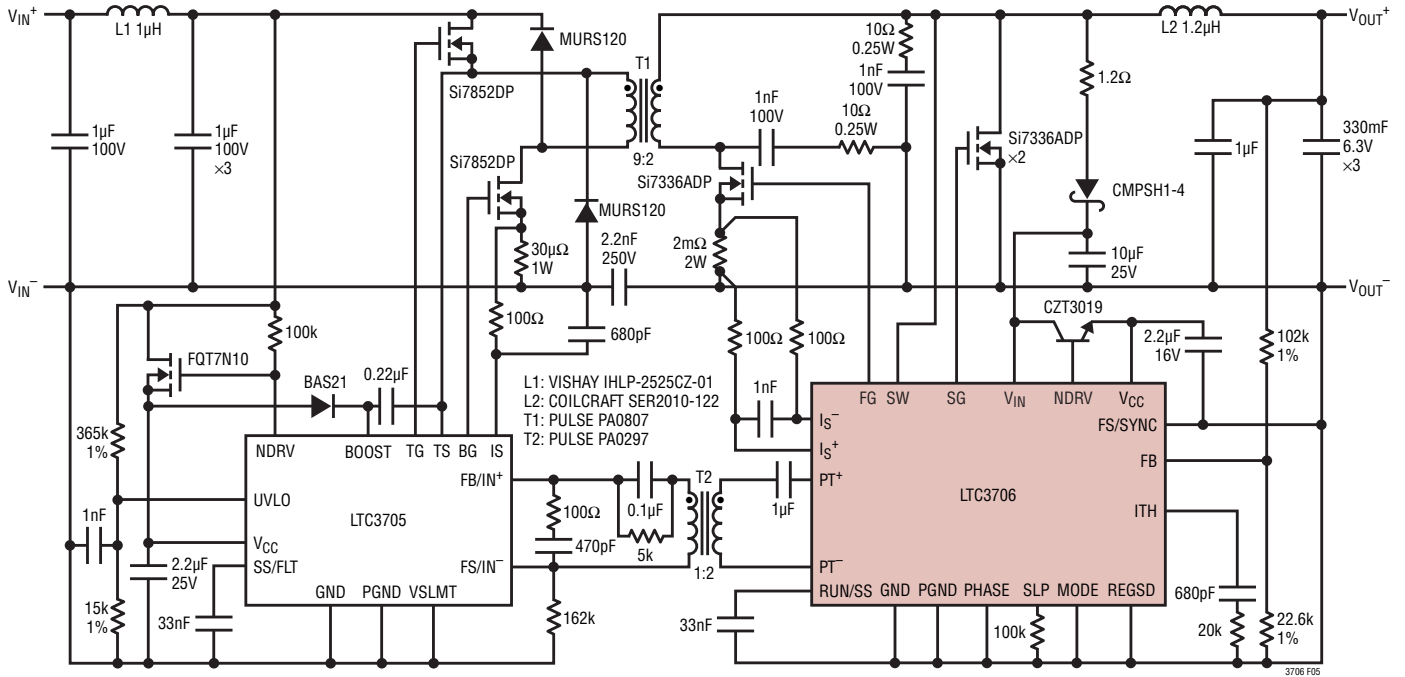 VIN+
L1 1µH
1µF
100V
1µF
100V
×3
Si7852DP
MURS120
Si7852DP
30µΩ
1W
MURS120
2.2nF
250V
T1
9:2
Si7336ADP
1nF
100V
10Ω
0.25W
10Ω
0.25W
1nF
100V
Si7336ADP
×2
1.2Ω
CMPSH1-4
10µF
25V
L2 1.2µH
VOUT+
1µF
330mF
6.3V
×3
2mΩ
2W
VIN−
VOUT−
100k
FQT7N10
BAS21
0.22µF
100Ω
680pF
365k
1%
L1: VISHAY IHLP-2525CZ-01
L2: COILCRAFT SER2010-122
T1: PULSE PA0807
T2: PULSE PA0297
100Ω
100Ω
1nF
CZT3019
2.2µF
16V
102k
1%
NDRV
BOOST
TG
TS
BG
IS
UVLO
VCC
SS/FLT
LTC3705
FB/IN+
FS/IN−
GND
PGND
VSLMT
1nF
2.2µF
25V
15k
1%
33nF
100Ω
470pF
162k
0.1µF
5k
T2
1:2
1µF
FG
SW
SG
VIN
NDRV
VCC
IS−
IS+
PT+
PT−
LTC3706
FS/SYNC
FB
ITH
RUN/SS
GND
PGND
PHASE
SLP
MODE
REGSD
33nF
100k
680pF
20k
22.6k
1%
3706 F05